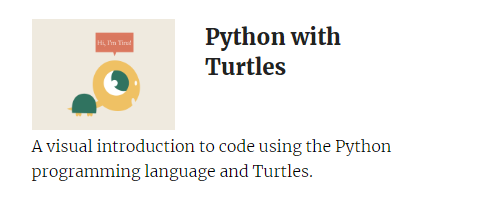 Hi, I'm Tina!
Python with
Turtles
A visual introduction to code using the Python
programming language and Turtles.